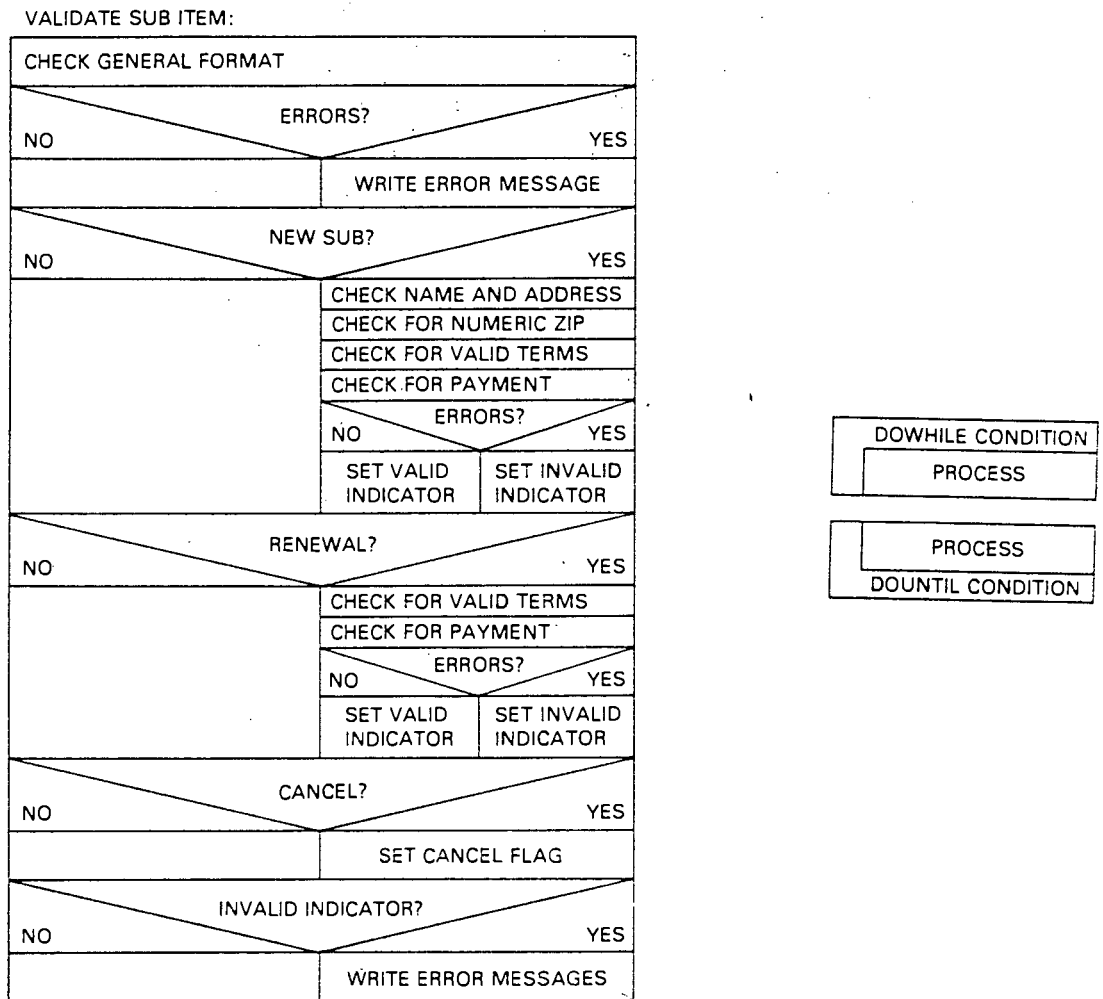 VALIDATE SUB ITEM:
CHECK GENERAL FORMAT
ERRORS?
NO
YES
WRITE ERROR MESSAGE
NEW SUB?
NO
YES
CHECK NAME AND ADDRESS
CHECK FOR NUMERIC ZIP
CHECK FOR VALID TERMS
CHECK FOR PAYMENT
ERRORS?
NO
YES
SET VALID
INDICATOR
SET INVALID
INDICATOR
RENEWAL?
NO
YES
CHECK FOR VALID TERMS
CHECK FOR PAYMENT
ERRORS?
NO
YES
SET VALID
INDICATOR
SET INVALID
INDICATOR
CANCEL?
NO
YES
SET CANCEL FLAG
INVALID INDICATOR?
NO
YES
WRITE ERROR MESSAGES
DOWHILE CONDITION
PROCESS
PROCESS
DOUNTIL CONDITION